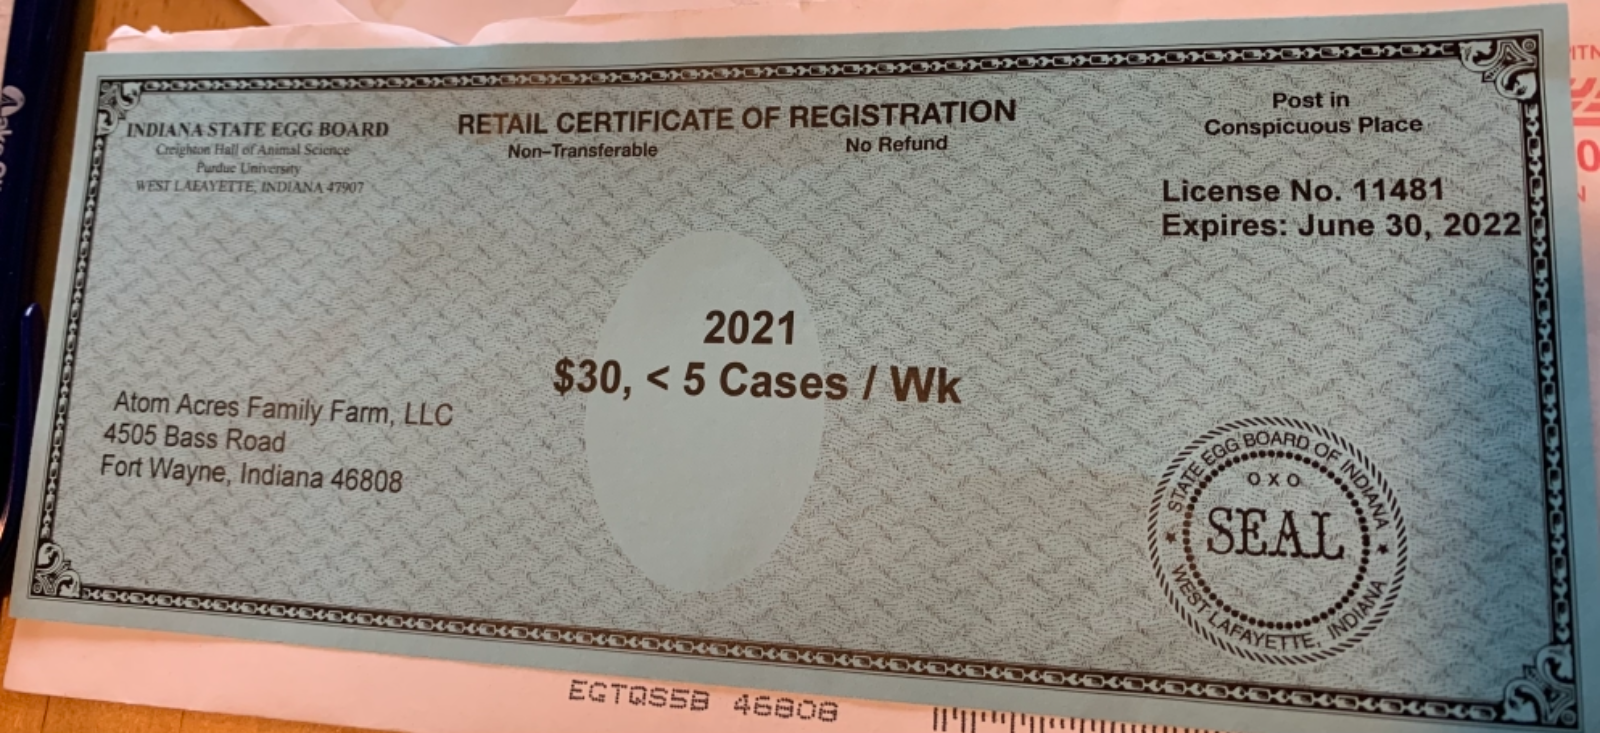 INDIANA STATE EGG BOARD
Creighton Hall of Animal Science
Purdue University
WEST LAFAYETTE, INDIANA 47907
RETAIL CERTIFICATE OF REGISTRATION
Non-Transferable No Refund
Post in
Conspicuous Place
License No. 11481
Expires: June 30, 2022
2021
$30, < 5 Cases / Wk
Atom Acres Family Farm, LLC
4505 Bass Road
Fort Wayne, Indiana 46808
STATE EGG BOARD OF INDIANA
OXO
SEAL
WEST LAFAYETTE, INDIANA
EGTQS5B 46808